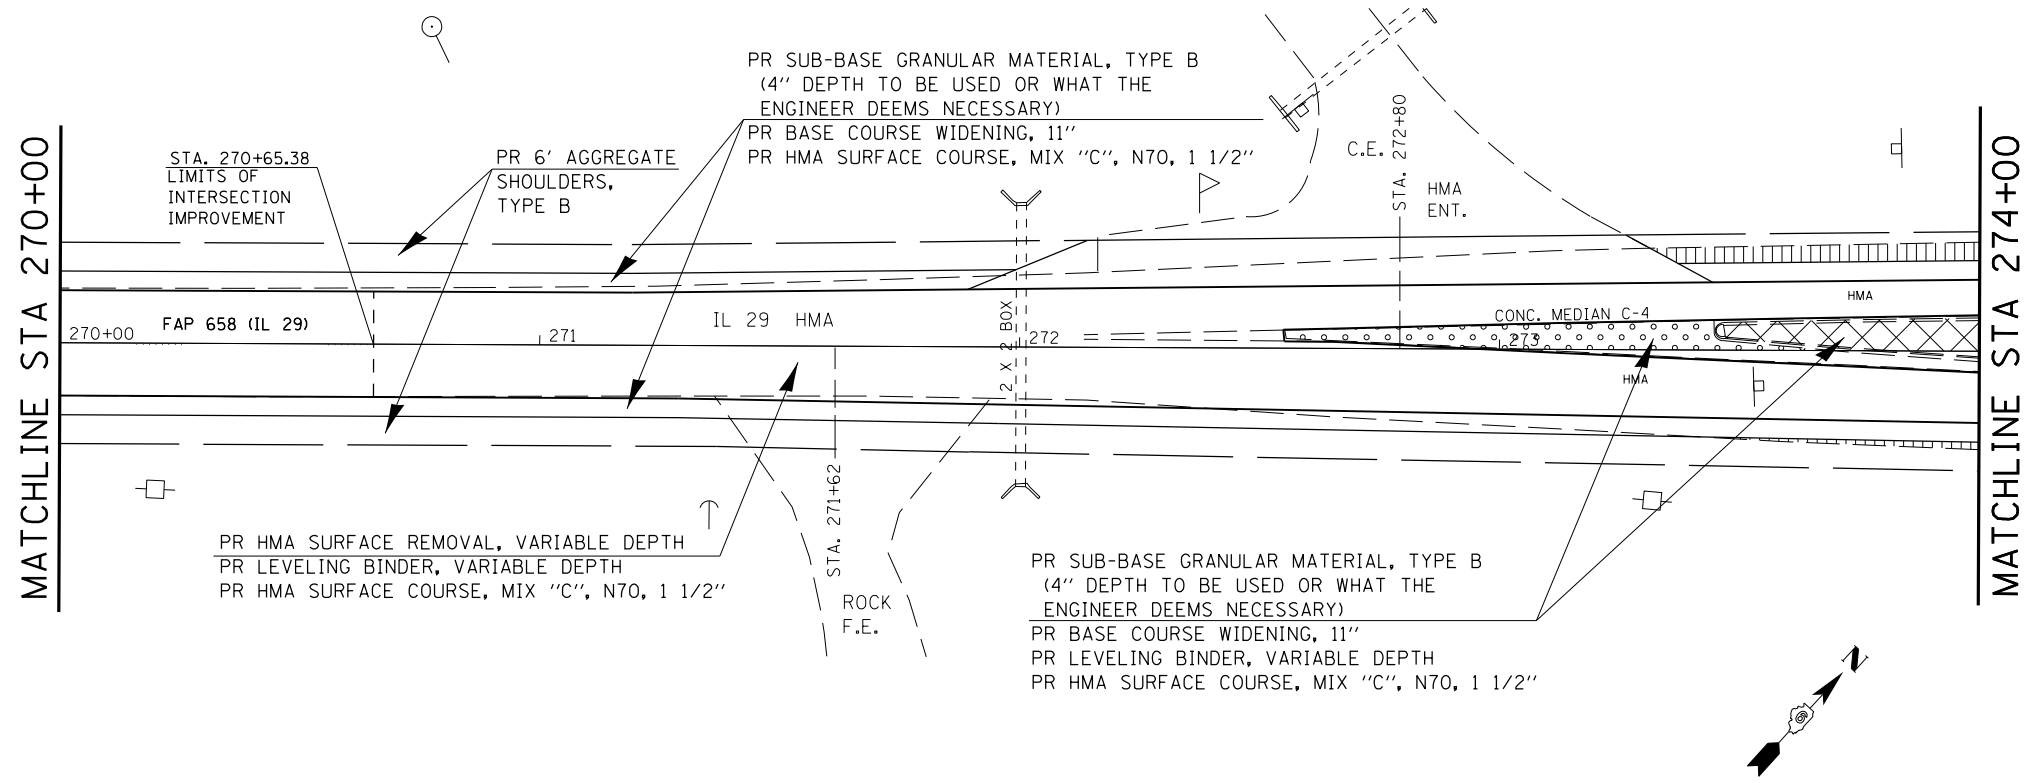 MATCHLINE STA 270+00
STA. 270+65.38
LIMITS OF
INTERSECTION
IMPROVEMENT
PR 6' AGGREGATE
SHOULDERS,
TYPE B
PR SUB-BASE GRANULAR MATERIAL, TYPE B
(4" DEPTH TO BE USED OR WHAT THE
ENGINEER DEEMS NECESSARY)
PR BASE COURSE WIDENING, 11"
PR HMA SURFACE COURSE, MIX "C", N70, 1 1/2"
C.E.
STA. 272+80
HMA
ENT.
270+00
FAP 658 (IL 29)
271
IL 29 HMA
2 X 2 BOX
272
CONC. MEDIAN C-4
273
HMA
HMA
STA. 271+62
PR HMA SURFACE REMOVAL, VARIABLE DEPTH
PR LEVELING BINDER, VARIABLE DEPTH
PR HMA SURFACE COURSE, MIX "C", N70, 1 1/2"
ROCK
F.E.
PR SUB-BASE GRANULAR MATERIAL, TYPE B
(4" DEPTH TO BE USED OR WHAT THE
ENGINEER DEEMS NECESSARY)
PR BASE COURSE WIDENING, 11"
PR LEVELING BINDER, VARIABLE DEPTH
PR HMA SURFACE COURSE, MIX "C", N70, 1 1/2"
N
MATCHLINE STA 274+00